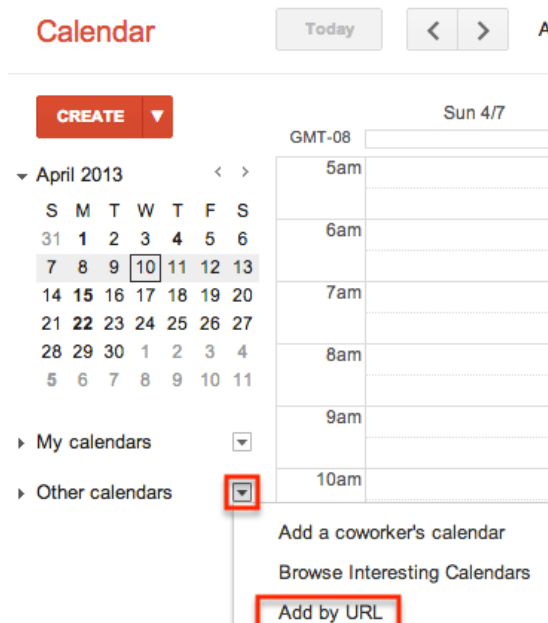 Calendar
Today
A
CREATE
Sun 4/7
GMT-08
April 2013
S M T W T F S
31 1 2 3 4 5 6
7 8 9 10 11 12 13
14 15 16 17 18 19 20
21 22 23 24 25 26 27
28 29 30 1 2 3 4
5 6 7 8 9 10 11
My calendars
Other calendars
5am
6am
7am
8am
9am
10am
Add a coworker's calendar
Browse Interesting Calendars
Add by URL